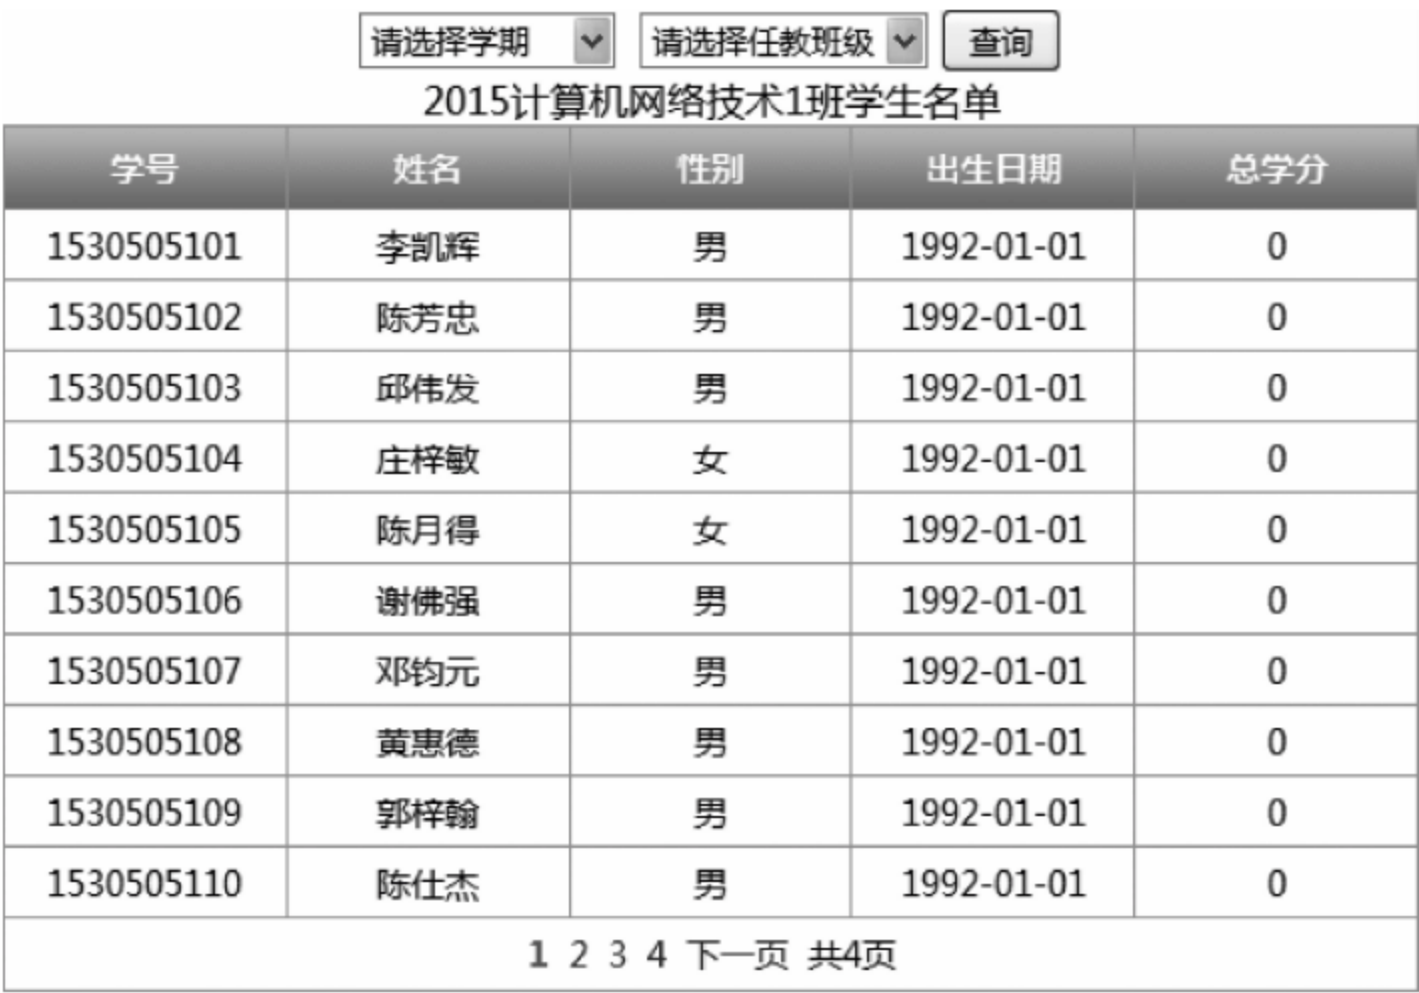 请选择学期 请选择任教班级 查询
2015计算机网络技术1班学生名单
学号 姓名 性别 出生日期 总学分
1530505101 李凯辉 男 1992-01-01 0
1530505102 陈芳忠 男 1992-01-01 0
1530505103 邱伟发 男 1992-01-01 0
1530505104 庄梓敏 女 1992-01-01 0
1530505105 陈月得 女 1992-01-01 0
1530505106 谢佛强 男 1992-01-01 0
1530505107 邓钧元 男 1992-01-01 0
1530505108 黄惠德 男 1992-01-01 0
1530505109 郭梓翰 男 1992-01-01 0
1530505110 陈仕杰 男 1992-01-01 0
1 2 3 4 下一页 共4页